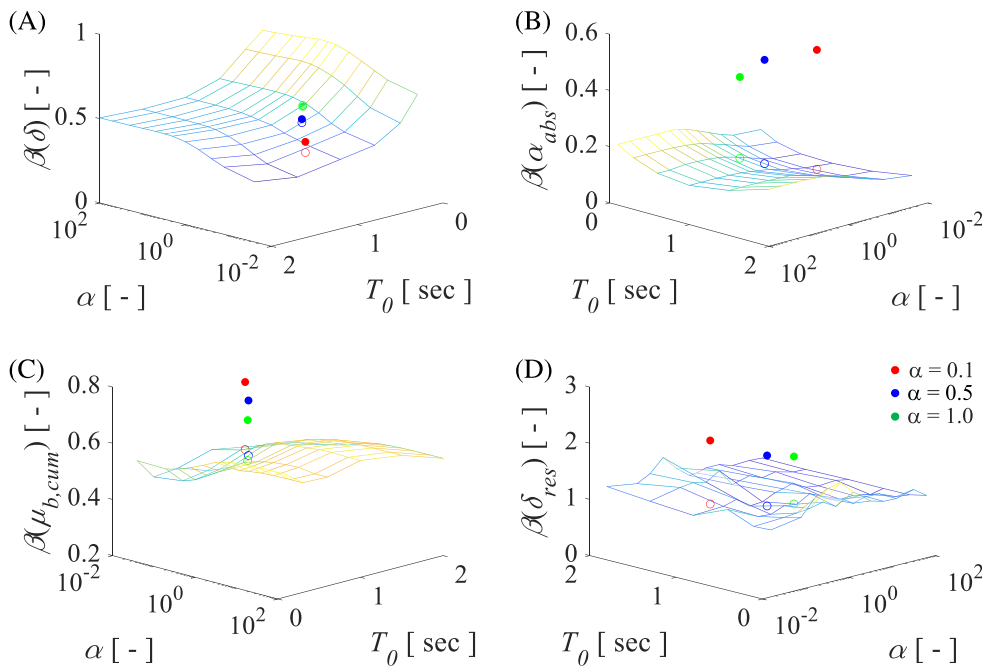 (A)
1
0.5
0
β(δ) [ - ]
10²
10⁰
10⁻²
α [ - ]
2
1
0
T₀ [ sec ]
(B)
0.6
0.4
0.2
0
β(α_abs) [ - ]
0
1
2
T₀ [ sec ]
10²
10⁰
10⁻²
α [ - ]
(C)
0.8
0.6
0.4
0.2
β(μ_b,cum) [ - ]
10⁻²
10⁰
10²
α [ - ]
0
1
2
T₀ [ sec ]
(D)
3
2
1
0
β(δ_res) [ - ]
2
1
0
T₀ [ sec ]
10⁻²
10⁰
10²
α [ - ]
α = 0.1
α = 0.5
α = 1.0